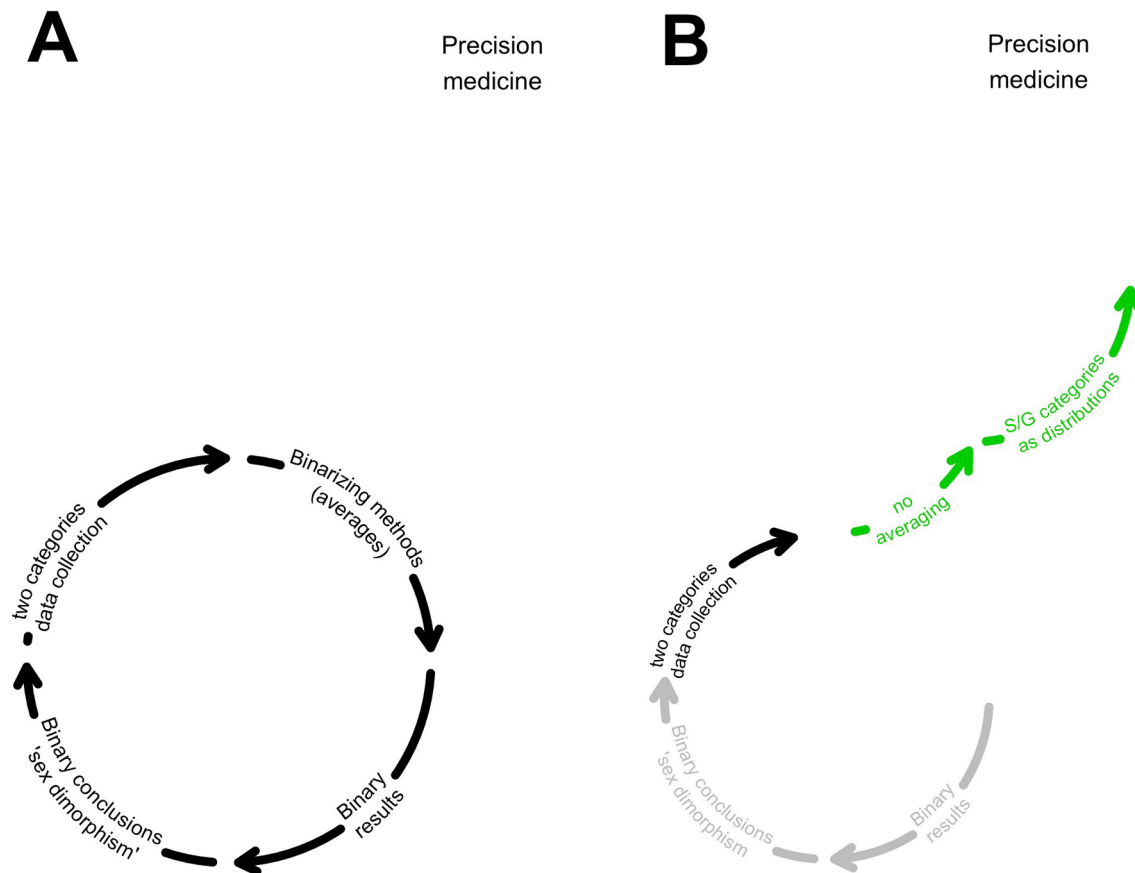 A
Precision
medicine
two categories
data collection
Binarizing methods
(averages)
Binary
results
Binary conclusions
'sex dimorphism'
B
Precision
medicine
two categories
data collection
no
averaging
S/G categories
as distributions
Binary
results
Binary conclusions
'sex dimorphism